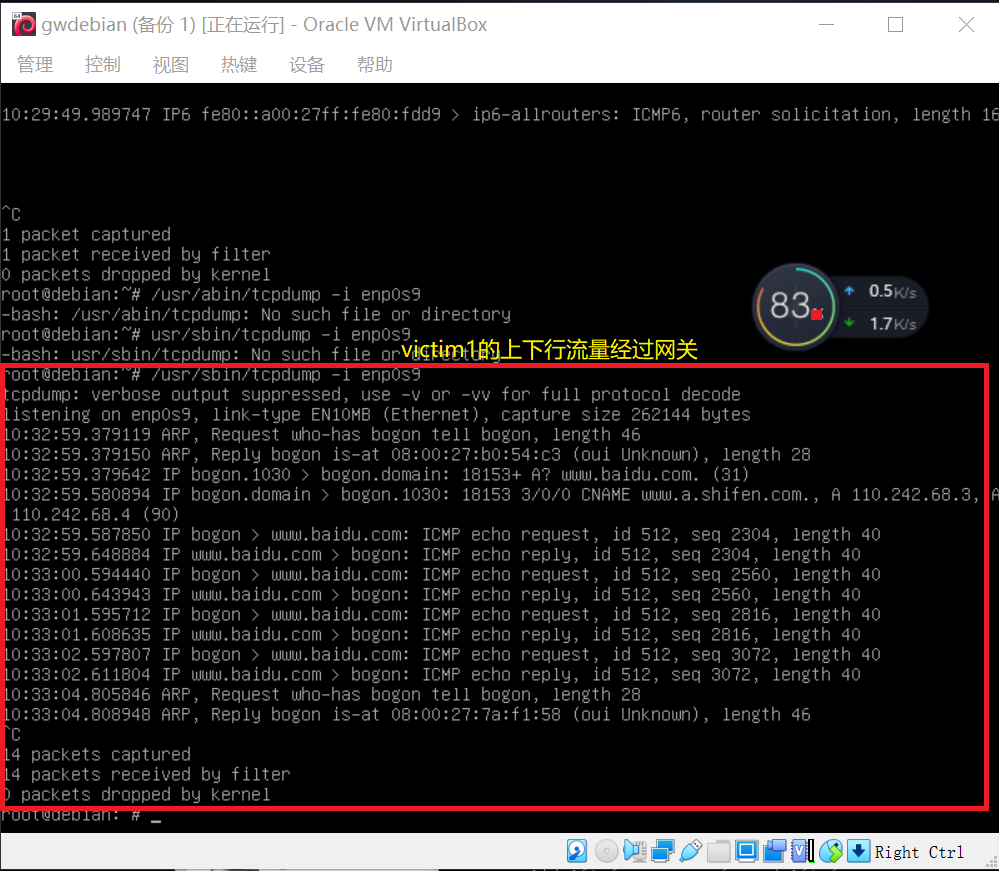 gwdebian (备份 1) [正在运行] - Oracle VM VirtualBox
管理 控制 视图 热键 设备 帮助
10:29:49.989747 IP6 fe80::a00:27ff:fe80:fdd9 > ip6-allrouters: ICMP6, router solicitation, length 16
^C
1 packet captured
1 packet received by filter
0 packets dropped by kernel
root@debian:~# /usr/abin/tcpdump -i enp0s9
-bash: /usr/abin/tcpdump: No such file or directory
root@debian:~# usr/sbin/tcpdump -i enp0s9
-bash: usr/sbin/tcpdump: No such file or directory
83%
0.5K/s
1.7K/s
victim1的上下行流量经过网关
root@debian:~# /usr/sbin/tcpdump -i enp0s9
tcpdump: verbose output suppressed, use -v or -vv for full protocol decode
listening on enp0s9, link-type EN10MB (Ethernet), capture size 262144 bytes
10:32:59.379119 ARP, Request who-has bogon tell bogon, length 46
10:32:59.379150 ARP, Reply bogon is-at 08:00:27:b0:54:c3 (oui Unknown), length 28
10:32:59.379642 IP bogon.1030 > bogon.domain: 18153+ A? www.baidu.com. (31)
10:32:59.580894 IP bogon.domain > bogon.1030: 18153 3/0/0 CNAME www.a.shifen.com., A 110.242.68.3, A
110.242.68.4 (90)
10:32:59.587850 IP bogon > www.baidu.com: ICMP echo request, id 512, seq 2304, length 40
10:32:59.648884 IP www.baidu.com > bogon: ICMP echo reply, id 512, seq 2304, length 40
10:33:00.594440 IP bogon > www.baidu.com: ICMP echo request, id 512, seq 2560, length 40
10:33:00.643943 IP www.baidu.com > bogon: ICMP echo reply, id 512, seq 2560, length 40
10:33:01.595712 IP bogon > www.baidu.com: ICMP echo request, id 512, seq 2816, length 40
10:33:01.608635 IP www.baidu.com > bogon: ICMP echo reply, id 512, seq 2816, length 40
10:33:02.597807 IP bogon > www.baidu.com: ICMP echo request, id 512, seq 3072, length 40
10:33:02.611804 IP www.baidu.com > bogon: ICMP echo reply, id 512, seq 3072, length 40
10:33:04.805846 ARP, Request who-has bogon tell bogon, length 28
10:33:04.808948 ARP, Reply bogon is-at 08:00:27:7a:f1:58 (oui Unknown), length 46
^C
14 packets captured
14 packets received by filter
0 packets dropped by kernel
root@debian:~# _
Right Ctrl